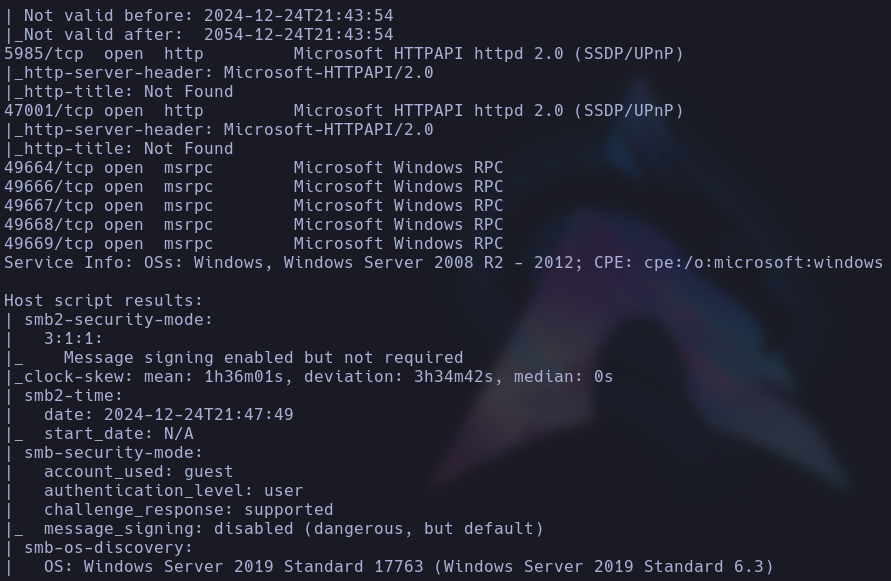 | Not valid before: 2024-12-24T21:43:54
|_Not valid after:  2054-12-24T21:43:54
5985/tcp  open  http         Microsoft HTTPAPI httpd 2.0 (SSDP/UPnP)
|_http-server-header: Microsoft-HTTPAPI/2.0
|_http-title: Not Found
47001/tcp open  http         Microsoft HTTPAPI httpd 2.0 (SSDP/UPnP)
|_http-server-header: Microsoft-HTTPAPI/2.0
|_http-title: Not Found
49664/tcp open  msrpc        Microsoft Windows RPC
49666/tcp open  msrpc        Microsoft Windows RPC
49667/tcp open  msrpc        Microsoft Windows RPC
49668/tcp open  msrpc        Microsoft Windows RPC
49669/tcp open  msrpc        Microsoft Windows RPC
Service Info: OSs: Windows, Windows Server 2008 R2 - 2012; CPE: cpe:/o:microsoft:windows

Host script results:
| smb2-security-mode:
|   3:1:1:
|_    Message signing enabled but not required
|_clock-skew: mean: 1h36m01s, deviation: 3h34m42s, median: 0s
| smb2-time:
|   date: 2024-12-24T21:47:49
|_  start_date: N/A
| smb-security-mode:
|   account_used: guest
|   authentication_level: user
|   challenge_response: supported
|_  message_signing: disabled (dangerous, but default)
| smb-os-discovery:
|   OS: Windows Server 2019 Standard 17763 (Windows Server 2019 Standard 6.3)